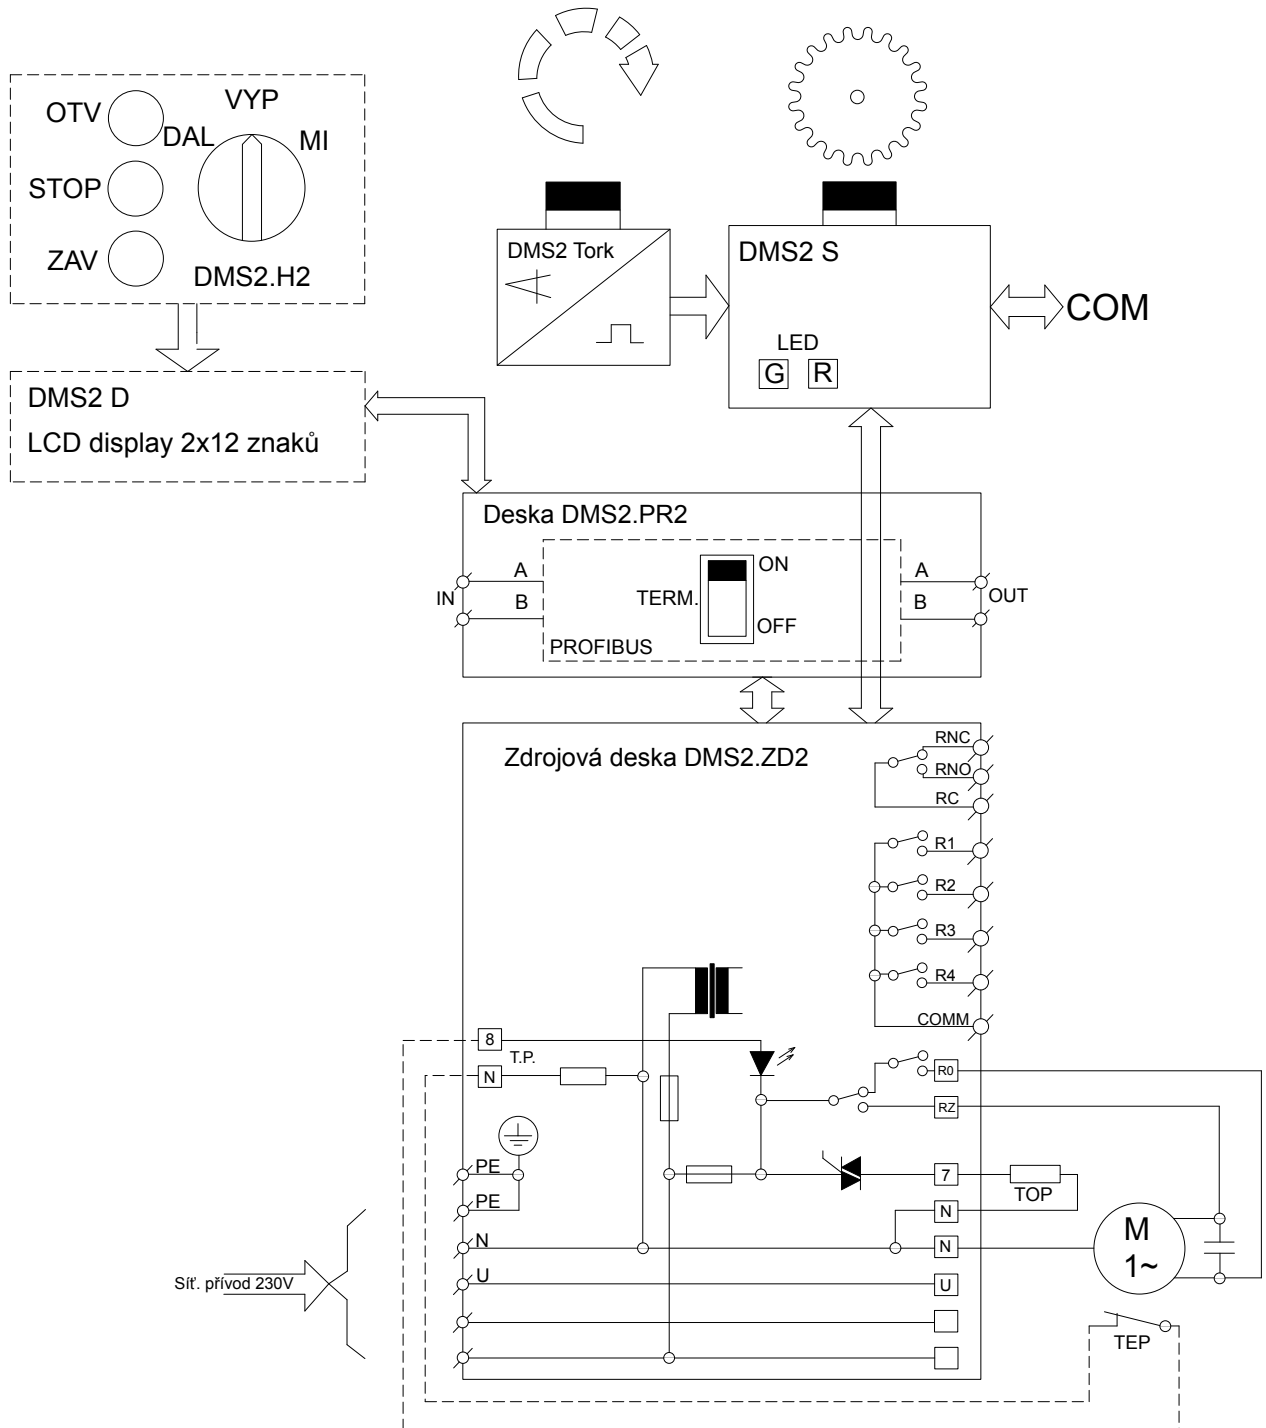 OTV
VYP
DAL
MI
STOP
ZAV
DMS2.H2
DMS2 Tork
DMS2 S
LED
G
R
COM
DMS2 D
LCD display 2x12 znaků
Deska DMS2.PR2
IN
A
B
TERM.
ON
OFF
PROFIBUS
A
B
OUT
Zdrojová deska DMS2.ZD2
RNC
RNO
RC
R1
R2
R3
R4
COMM
8
T.P.
N
R0
RZ
PE
PE
7
TOP
N
N
N
U
U
M
1~
Síť. přívod 230V
TEP